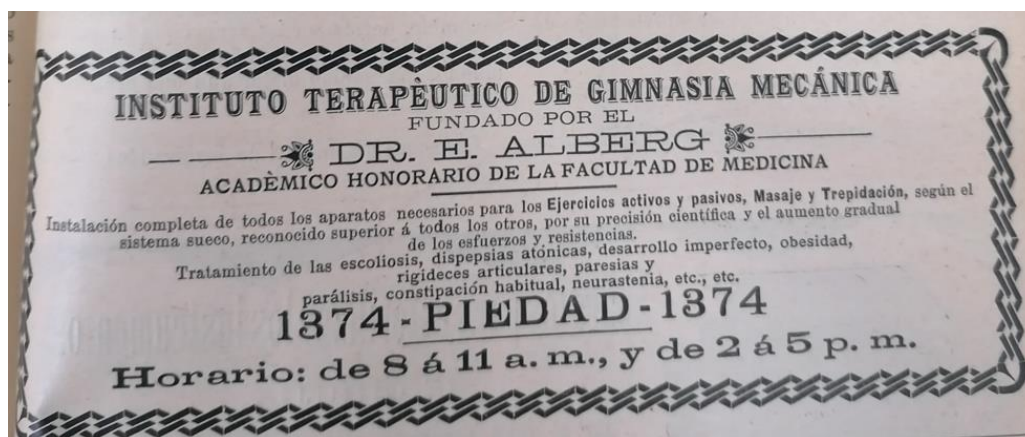 INSTITUTO TERAPÈUTICO DE GIMNASIA MECÁNICA
FUNDADO POR EL
DR. E. ALBERG
ACADÈMICO HONORARIO DE LA FACULTAD DE MEDICINA
Instalación completa de todos los aparatos necesarios para los Ejercicics activos y pasivos, Masaje y Trepidación, según el
sistema sueco, reconocido superior á todos los otros, por su precisión científica y el aumento gradual
de los esfuerzos y resistencias.
Tratamiento de las escoliosis, dispepsias atónicas, desarrollo imperfecto, obesidad,
rigideces articulares, paresias y
parálisis, constipación habitual, neurastenia, etc., etc.
1374 - PIEDAD - 1374
Horario: de 8 á 11 a. m., y de 2 á 5 p. m.